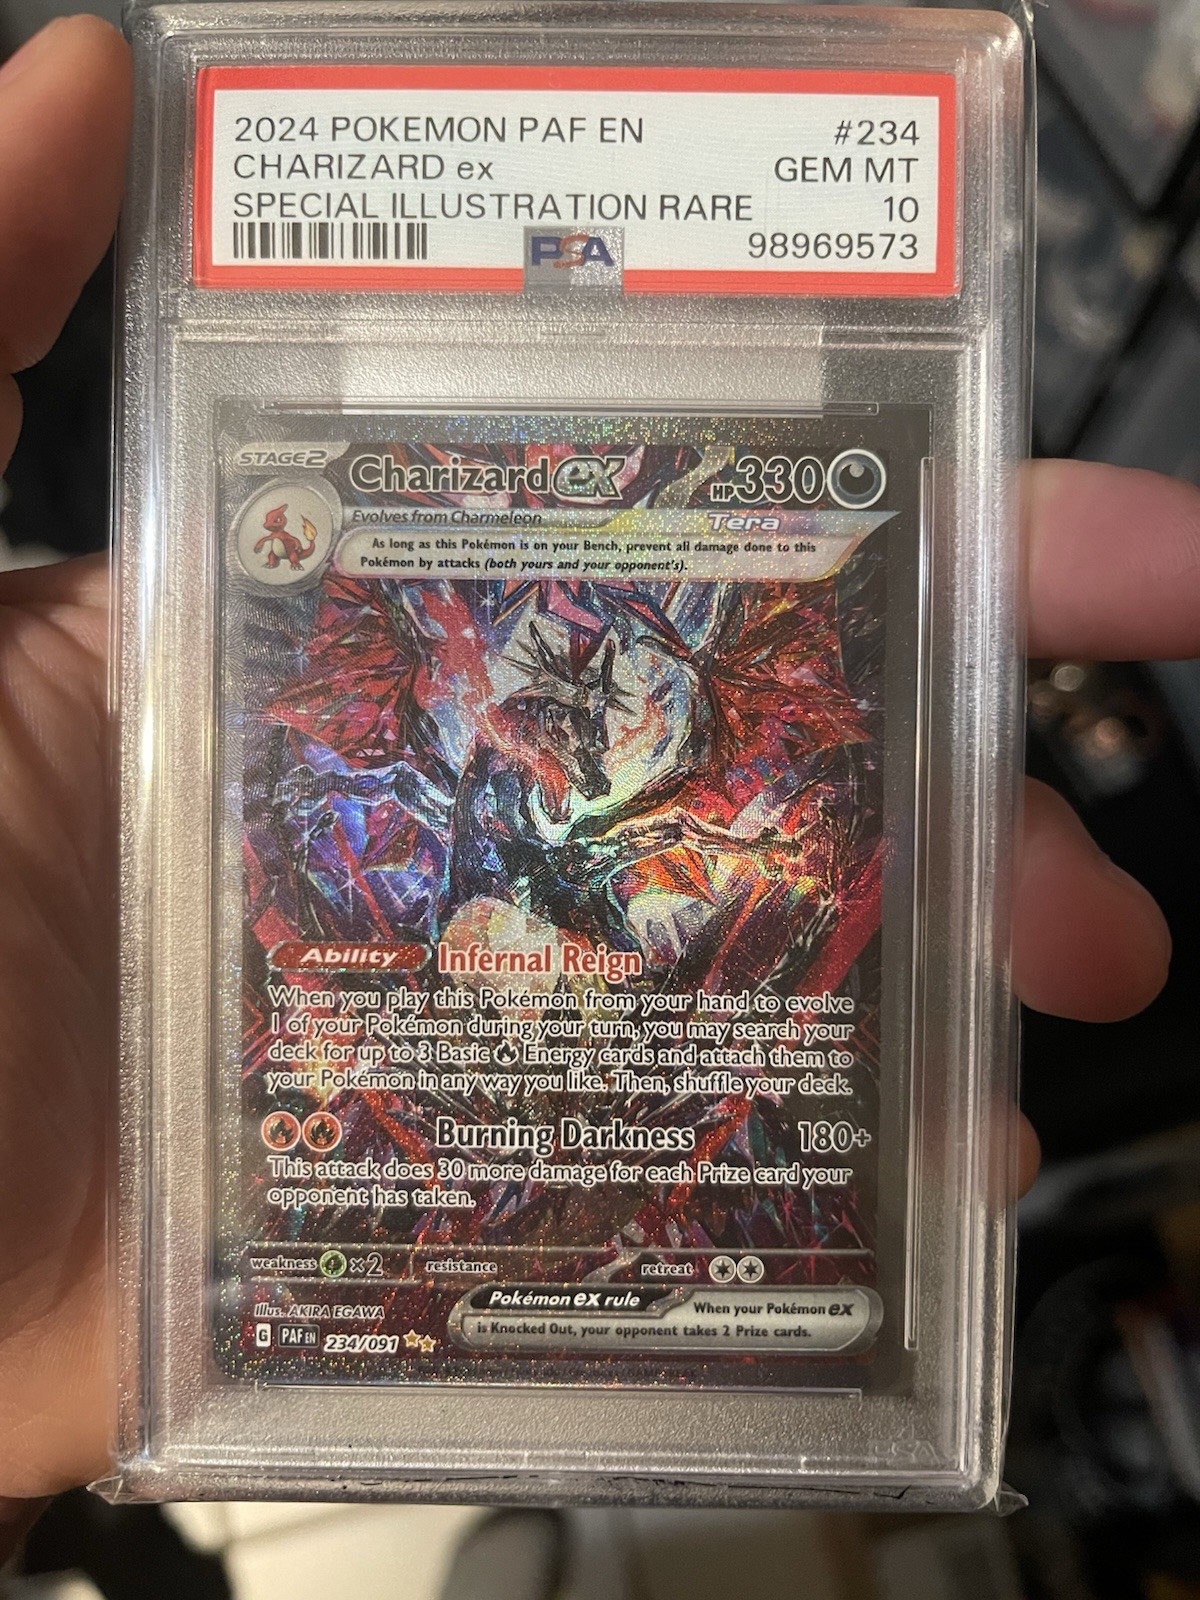 2024 POKEMON PAF EN #234
CHARIZARD ex GEM MT
SPECIAL ILLUSTRATION RARE 10
PSA 98969573
STAGE2 Charizard ex HP 330
Evolves from Charmeleon Tera
As long as this Pokémon is on your Bench, prevent all damage done to this
Pokémon by attacks (both yours and your opponent's).
Ability Infernal Reign
When you play this Pokémon from your hand to evolve
1 of your Pokémon during your turn, you may search your
deck for up to 3 Basic Energy cards and attach them to
your Pokémon in any way you like. Then, shuffle your deck.
Burning Darkness 180+
This attack does 30 more damage for each Prize card your
opponent has taken.
weakness ×2 resistance retreat
Pokémon ex rule When your Pokémon ex
is Knocked Out, your opponent takes 2 Prize cards.
Illus. AKIRA EGAWA
G PAF EN 234/091